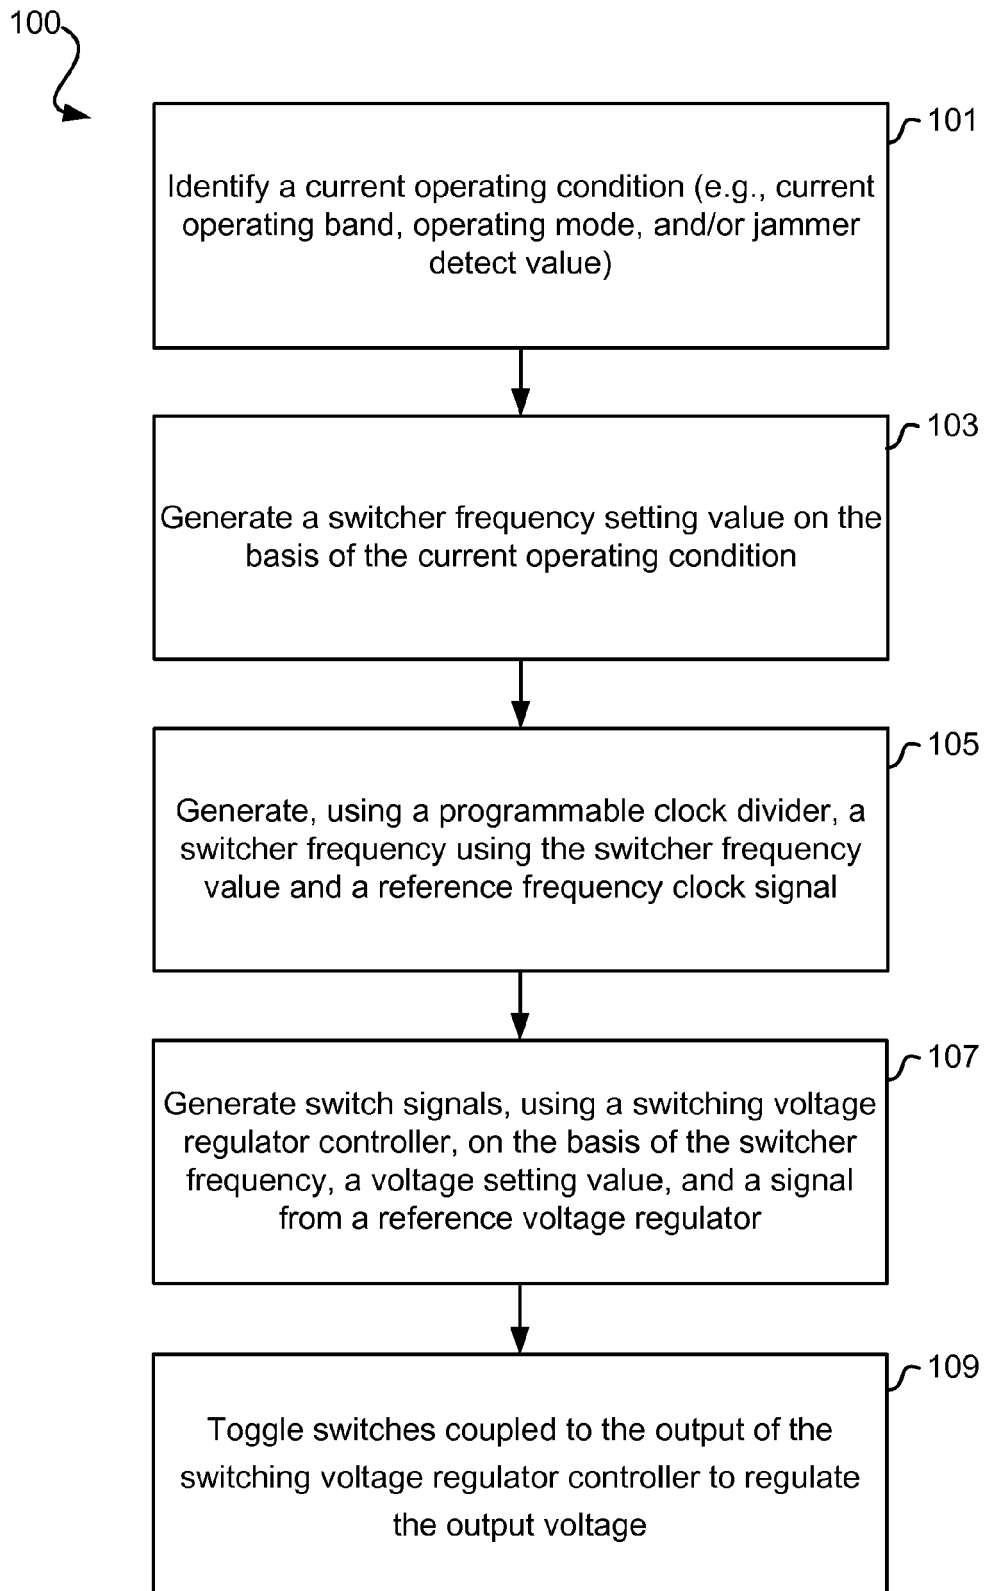 100
101
Identify a current operating condition (e.g., current
operating band, operating mode, and/or jammer
detect value)
103
Generate a switcher frequency setting value on the
basis of the current operating condition
105
Generate, using a programmable clock divider, a
switcher frequency using the switcher frequency
value and a reference frequency clock signal
107
Generate switch signals, using a switching voltage
regulator controller, on the basis of the switcher
frequency, a voltage setting value, and a signal
from a reference voltage regulator
109
Toggle switches coupled to the output of the
switching voltage regulator controller to regulate
the output voltage